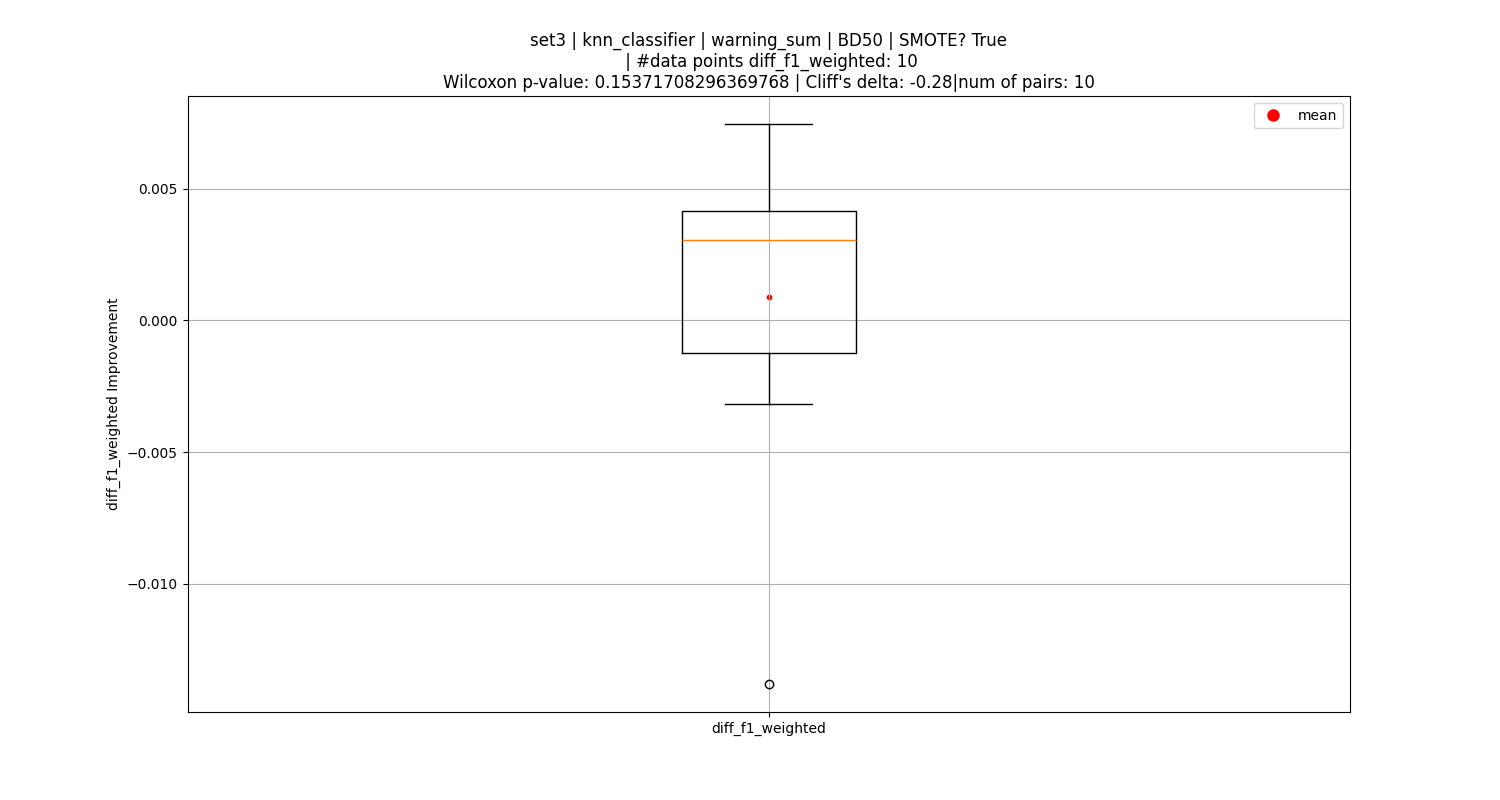 set3 | knn_classifier | warning_sum | BD50 | SMOTE? True
| #data points diff_f1_weighted: 10
Wilcoxon p-value: 0.15371708296369768 | Cliff's delta: -0.28|num of pairs: 10
mean
0.005
0.000
−0.005
−0.010
diff_f1_weighted Improvement
diff_f1_weighted